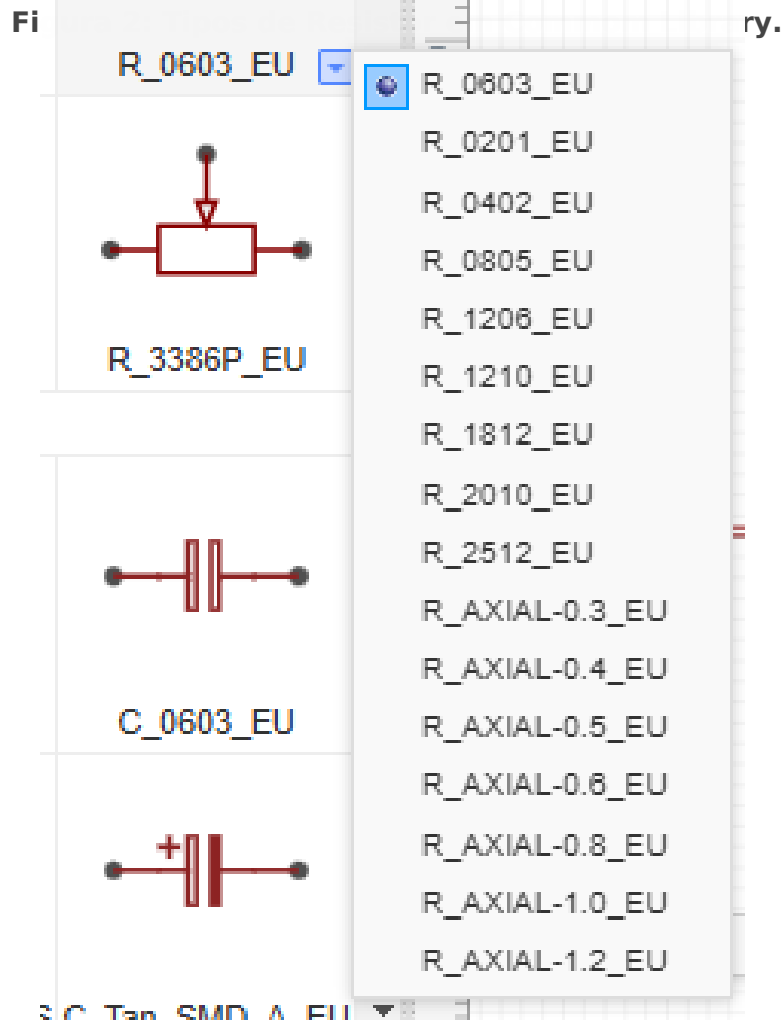 Fi
ry.
R_0603_EU
R_3386P_EU
C_0603_EU
C_Tan_SMD_A_EU
R_0603_EU
R_0201_EU
R_0402_EU
R_0805_EU
R_1206_EU
R_1210_EU
R_1812_EU
R_2010_EU
R_2512_EU
R_AXIAL-0.3_EU
R_AXIAL-0.4_EU
R_AXIAL-0.5_EU
R_AXIAL-0.6_EU
R_AXIAL-0.8_EU
R_AXIAL-1.0_EU
R_AXIAL-1.2_EU